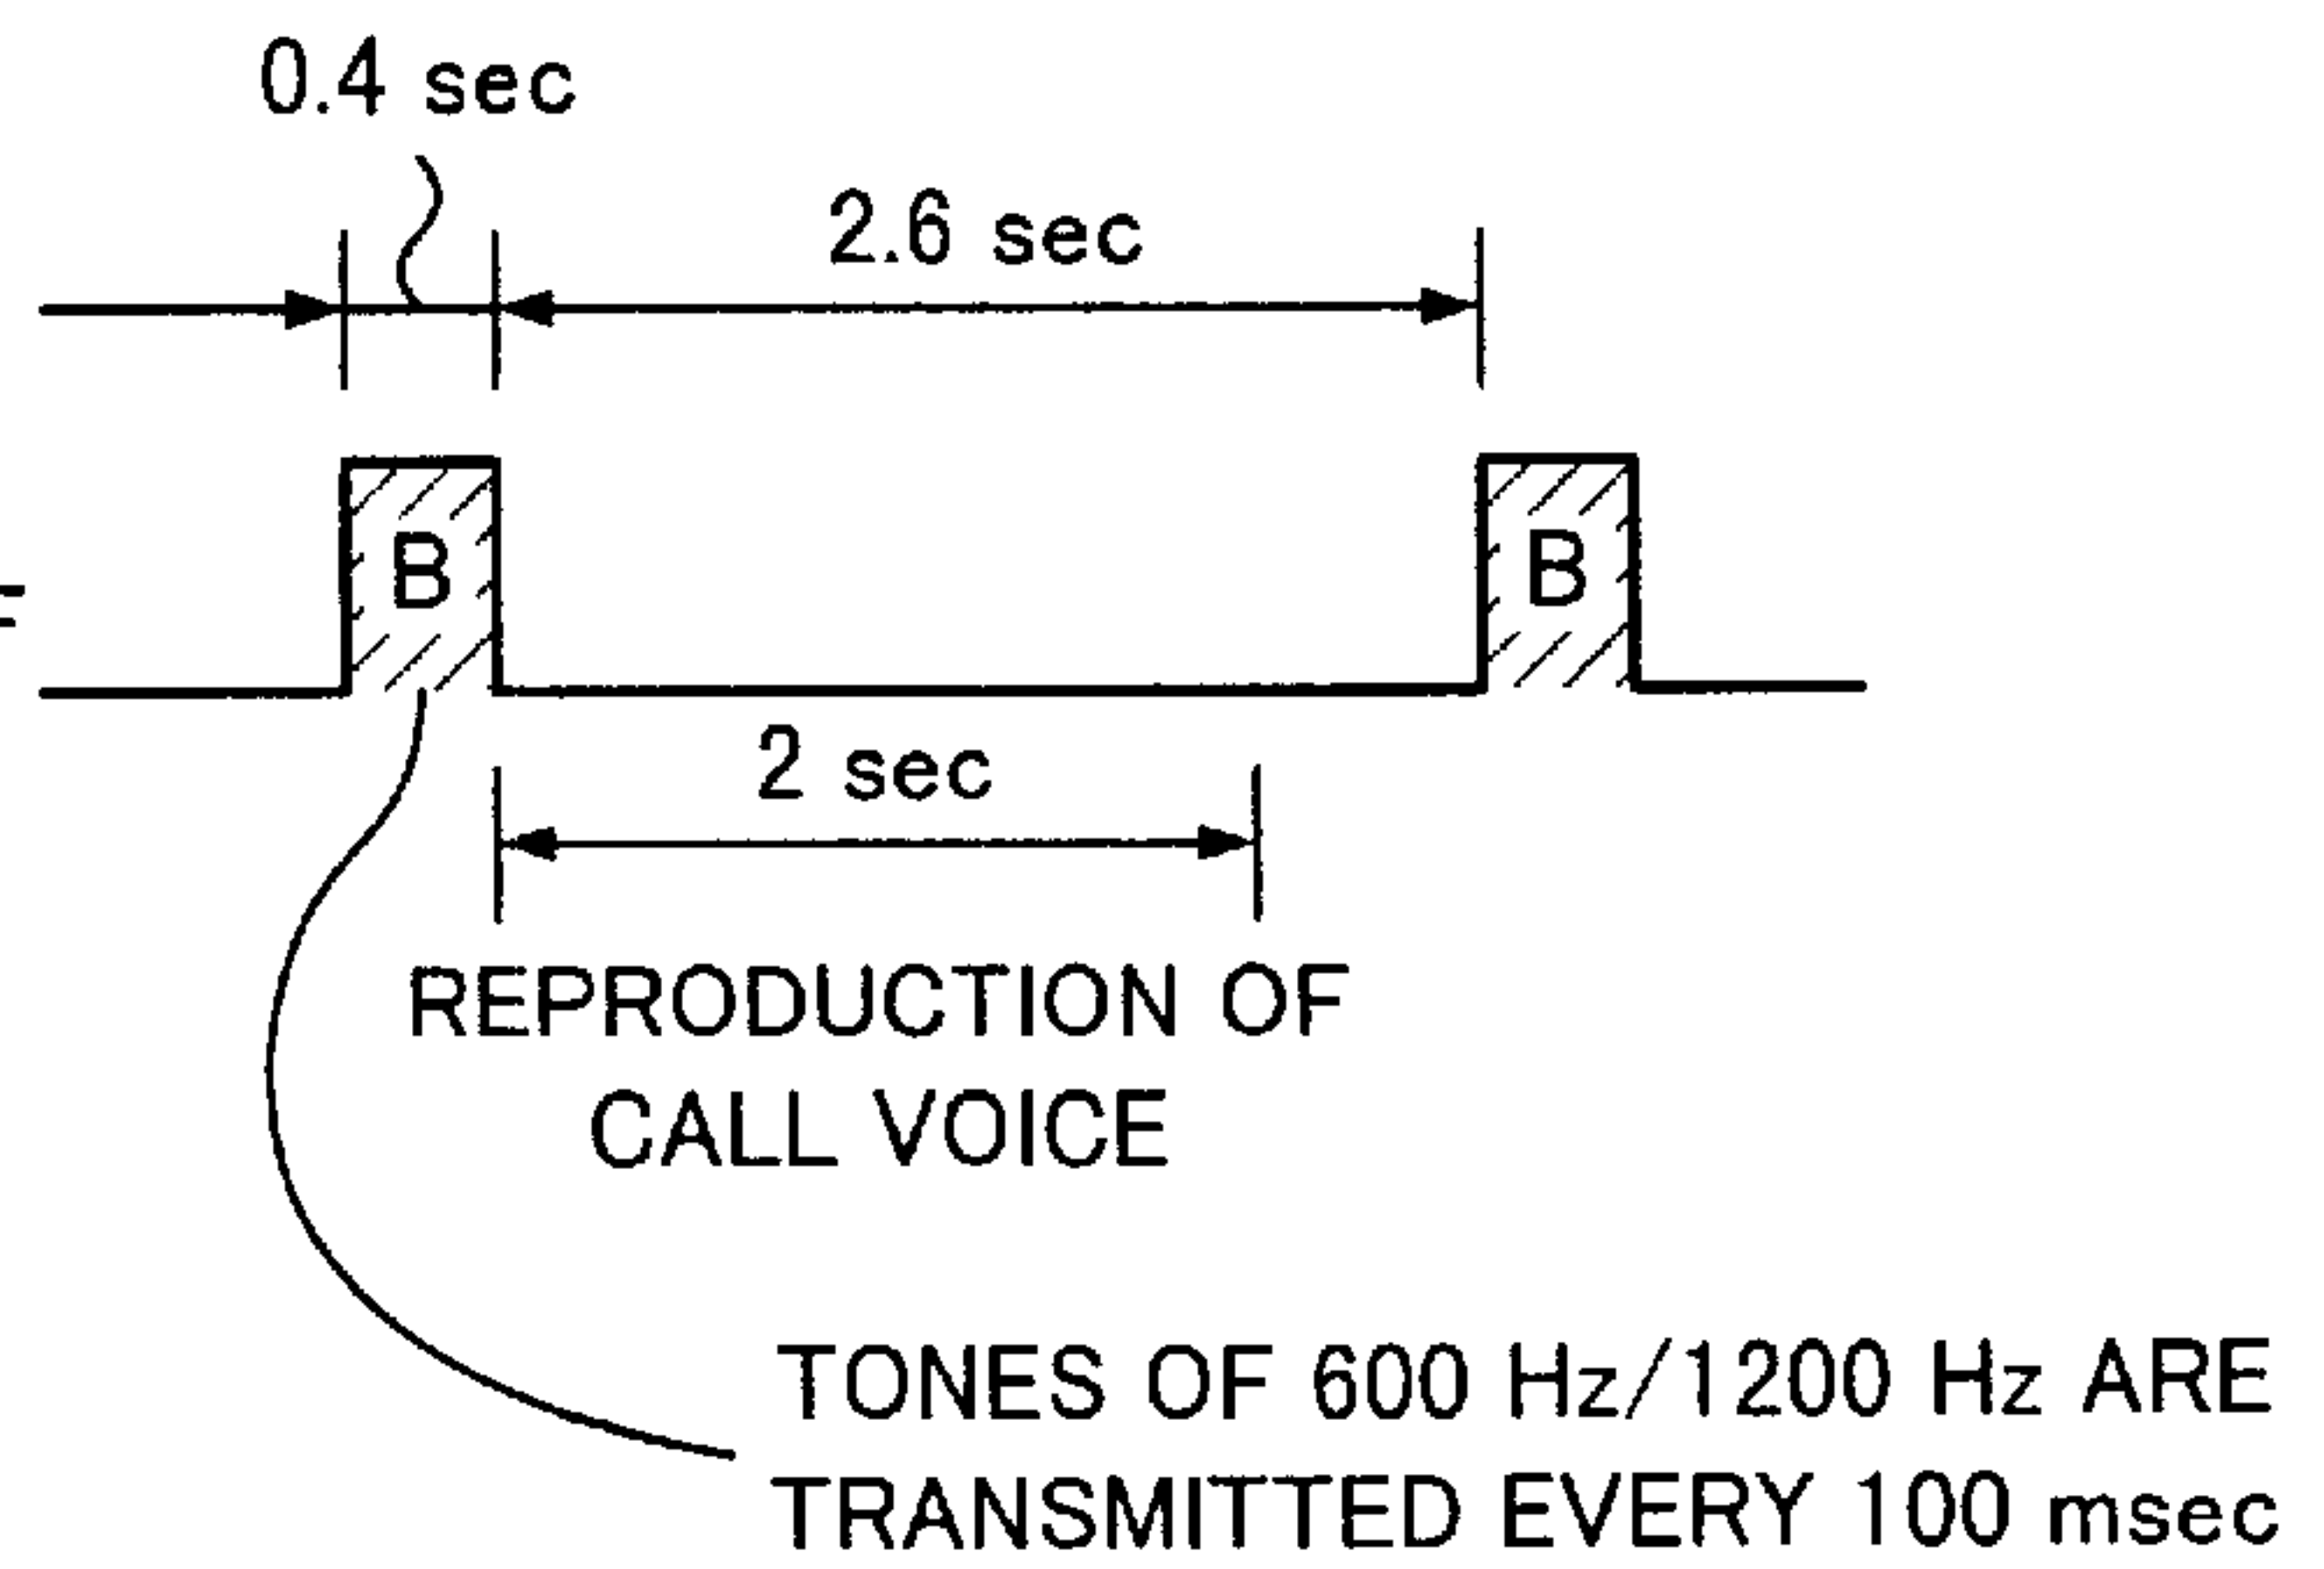 0.4 sec
2.6 sec
B
B
2 sec
REPRODUCTION OF
CALL VOICE
TONES OF 600 Hz/1200 Hz ARE
TRANSMITTED EVERY 100 msec